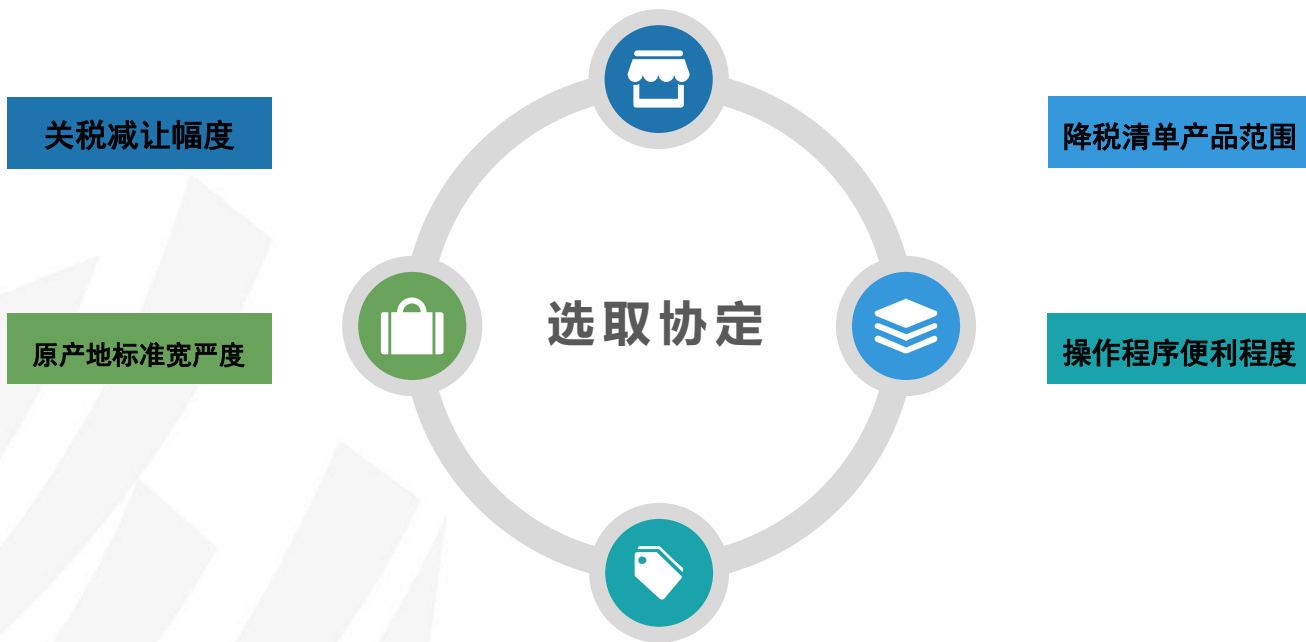 关税减让幅度
降税清单产品范围
选取协定
原产地标准宽严度
操作程序便利程度